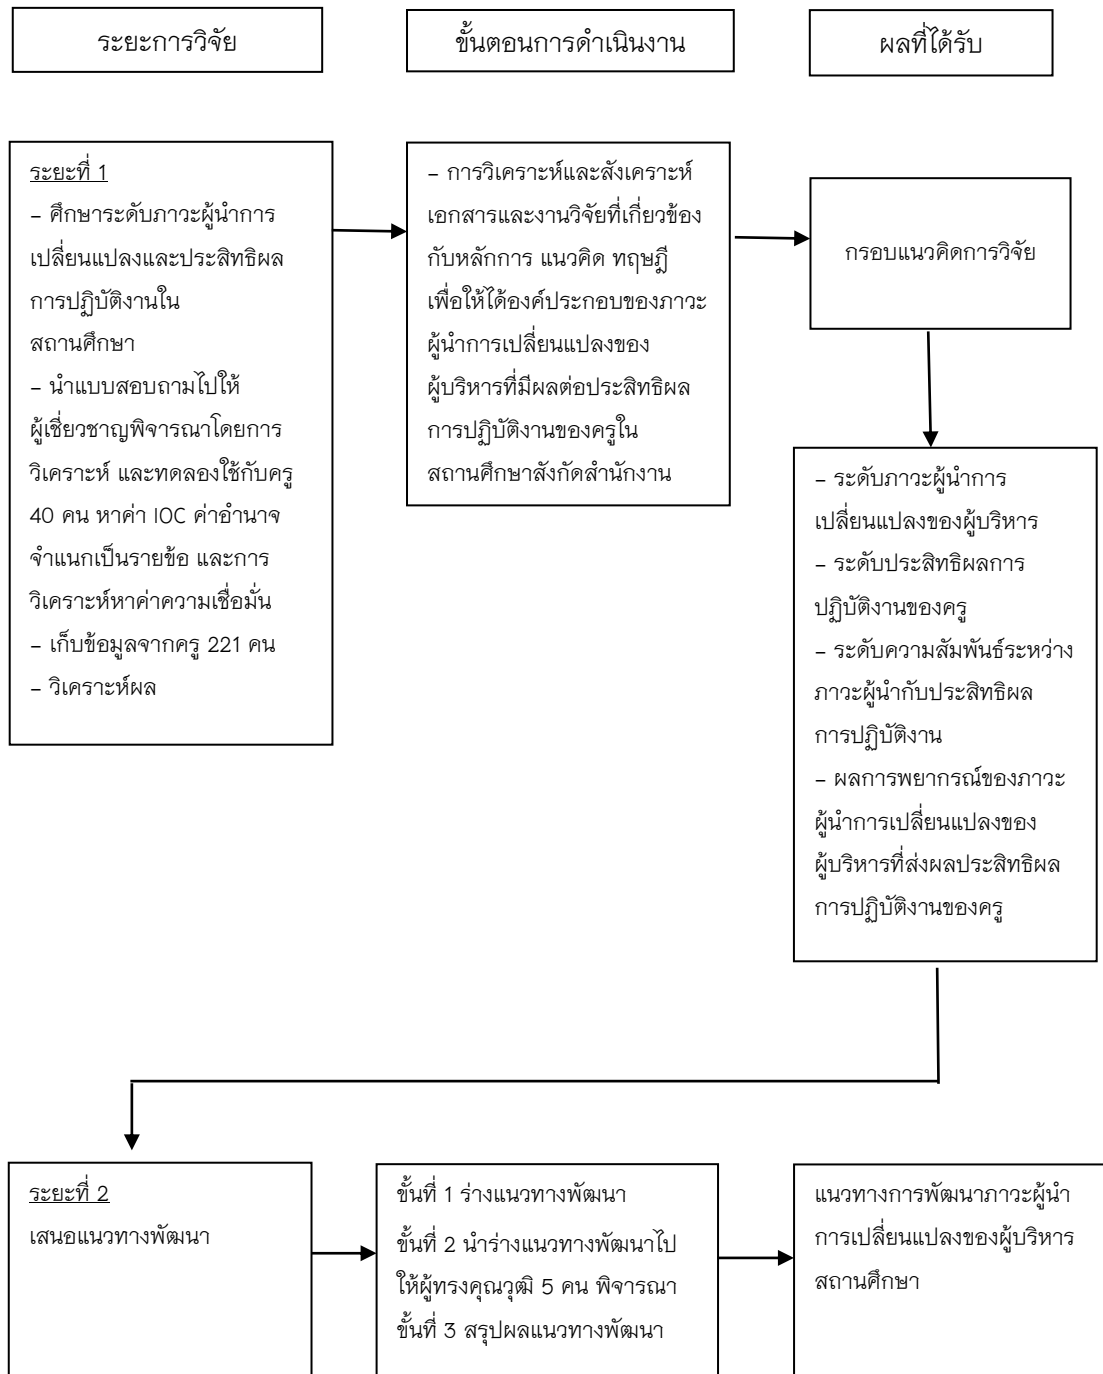 ระยะการวิจัย
ขั้นตอนการดำเนินงาน
ผลที่ได้รับ
ระยะที่ 1
– ศึกษาระดับภาวะผู้นำการ
เปลี่ยนแปลงและประสิทธิผล
การปฏิบัติงานใน
สถานศึกษา
– นำแบบสอบถามไปให้
ผู้เชี่ยวชาญพิจารณาโดยการ
วิเคราะห์ และทดลองใช้กับครู
40 คน หาค่า IOC ค่าอำนาจ
จำแนกเป็นรายข้อ และการ
วิเคราะห์หาค่าความเชื่อมั่น
– เก็บข้อมูลจากครู 221 คน
– วิเคราะห์ผล
– การวิเคราะห์และสังเคราะห์
เอกสารและงานวิจัยที่เกี่ยวข้อง
กับหลักการ แนวคิด ทฤษฎี
เพื่อให้ได้องค์ประกอบของภาวะ
ผู้นำการเปลี่ยนแปลงของ
ผู้บริหารที่มีผลต่อประสิทธิผล
การปฏิบัติงานของครูใน
สถานศึกษาสังกัดสำนักงาน
กรอบแนวคิดการวิจัย
– ระดับภาวะผู้นำการ
เปลี่ยนแปลงของผู้บริหาร
– ระดับประสิทธิผลการ
ปฏิบัติงานของครู
– ระดับความสัมพันธ์ระหว่าง
ภาวะผู้นำกับประสิทธิผล
การปฏิบัติงาน
– ผลการพยากรณ์ของภาวะ
ผู้นำการเปลี่ยนแปลงของ
ผู้บริหารที่ส่งผลประสิทธิผล
การปฏิบัติงานของครู
ระยะที่ 2
เสนอแนวทางพัฒนา
ขั้นที่ 1 ร่างแนวทางพัฒนา
ขั้นที่ 2 นำร่างแนวทางพัฒนาไป
ให้ผู้ทรงคุณวุฒิ 5 คน พิจารณา
ขั้นที่ 3 สรุปผลแนวทางพัฒนา
แนวทางการพัฒนาภาวะผู้นำ
การเปลี่ยนแปลงของผู้บริหาร
สถานศึกษา